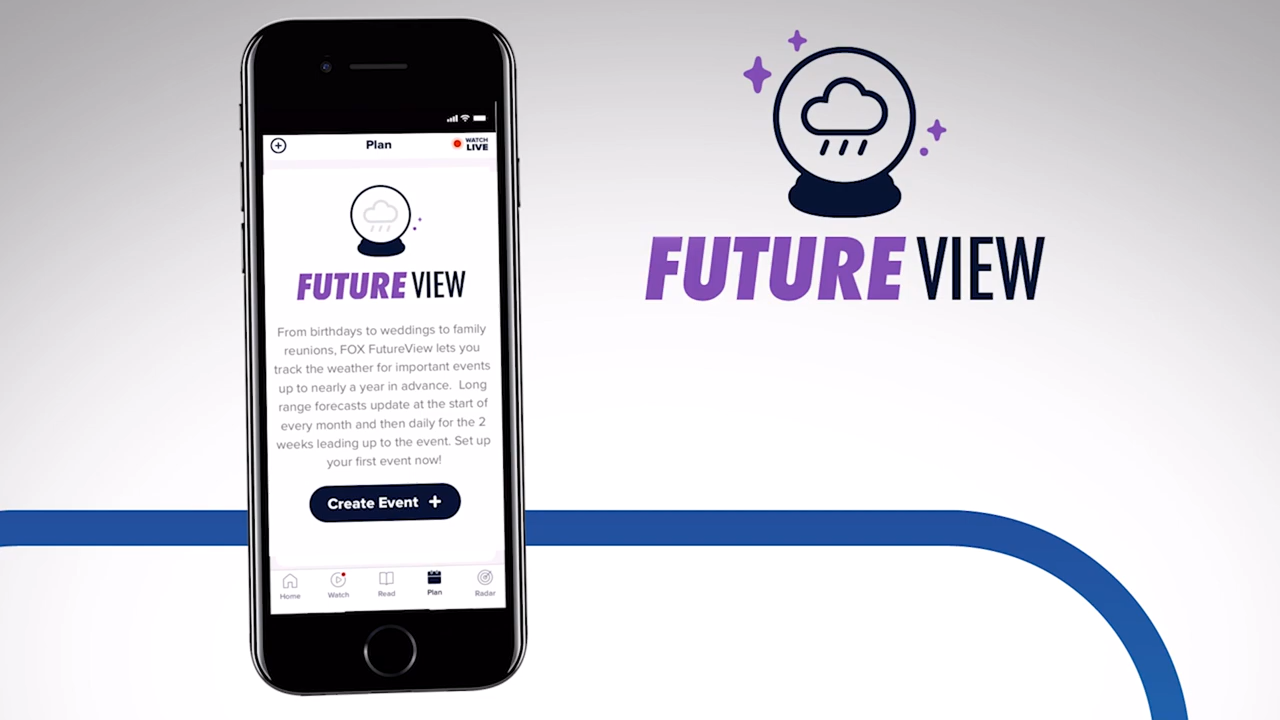 Plan
WATCH
LIVE
FUTURE VIEW
From birthdays to weddings to family
reunions, FOX FutureView lets you
track the weather for important events
up to nearly a year in advance.  Long
range forecasts update at the start of
every month and then daily for the 2
weeks leading up to the event. Set up
your first event now!
Create Event +
Home Watch Read Plan Radar
FUTURE VIEW